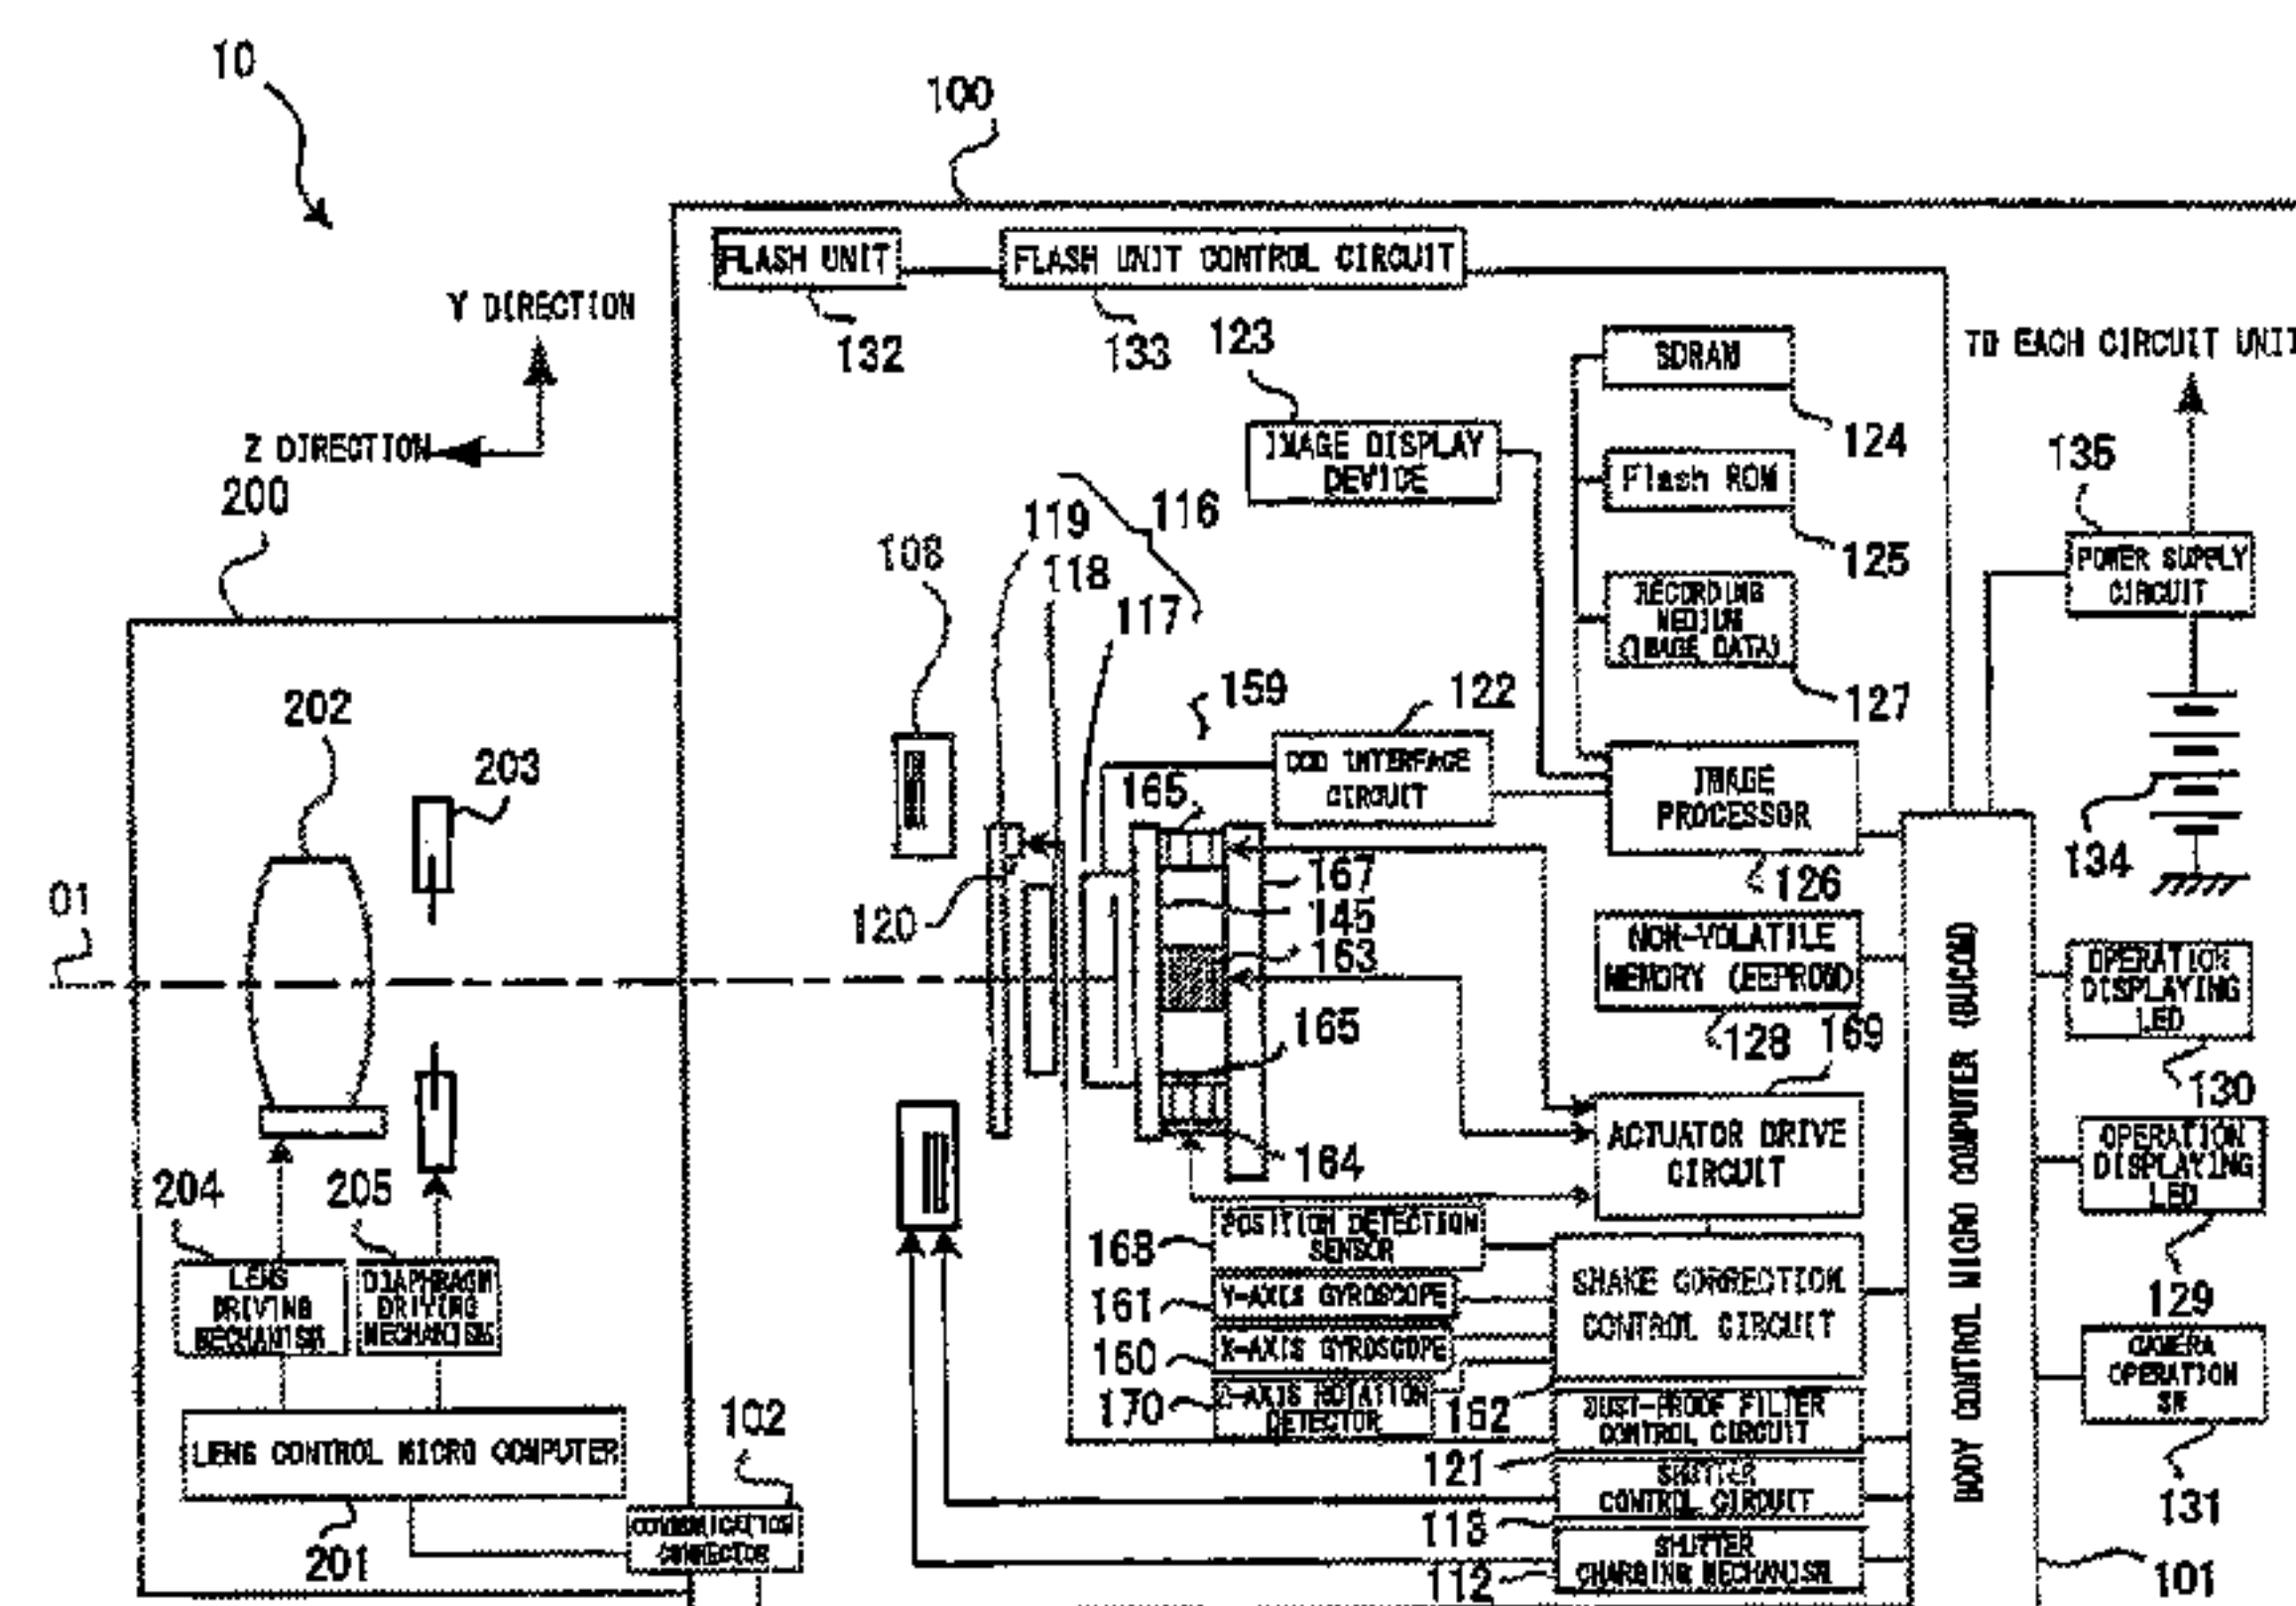 10
100
FLASH UNIT
FLASH UNIT CONTROL CIRCUIT
132
133
Y DIRECTION
Z DIRECTION
123
IMAGE DISPLAY
DEVICE
SDRAM
124
Flash ROM
125
RECORDING
MEDIUM
(IMAGE DATA)
127
TO EACH CIRCUIT UNIT
135
POWER SUPPLY
CIRCUIT
134
200
119
116
118
117
108
159
122
CCD INTERFACE
CIRCUIT
IMAGE
PROCESSOR
126
202
203
165
167
145
163
165
164
120
O1
NON-VOLATILE
MEMORY (EEPROM)
128
169
ACTUATOR DRIVE
CIRCUIT
BODY CONTROL MICRO COMPUTER (BUCOM)
OPERATION
DISPLAYING
LED
130
OPERATION
DISPLAYING
LED
129
CAMERA
OPERATION
SW
131
101
204
205
LENS
DRIVING
MECHANISM
DIAPHRAGM
DRIVING
MECHANISM
LENS CONTROL MICRO COMPUTER
201
102
COMMUNICATION
CONNECTOR
168
POSITION DETECTION
SENSOR
161
Y-AXIS GYROSCOPE
160
X-AXIS GYROSCOPE
170
Z-AXIS ROTATION
DETECTOR
SHAKE CORRECTION
CONTROL CIRCUIT
162
DUST-PROOF FILTER
CONTROL CIRCUIT
121
SHUTTER
CONTROL CIRCUIT
113
SHUTTER
CHARGING MECHANISM
112